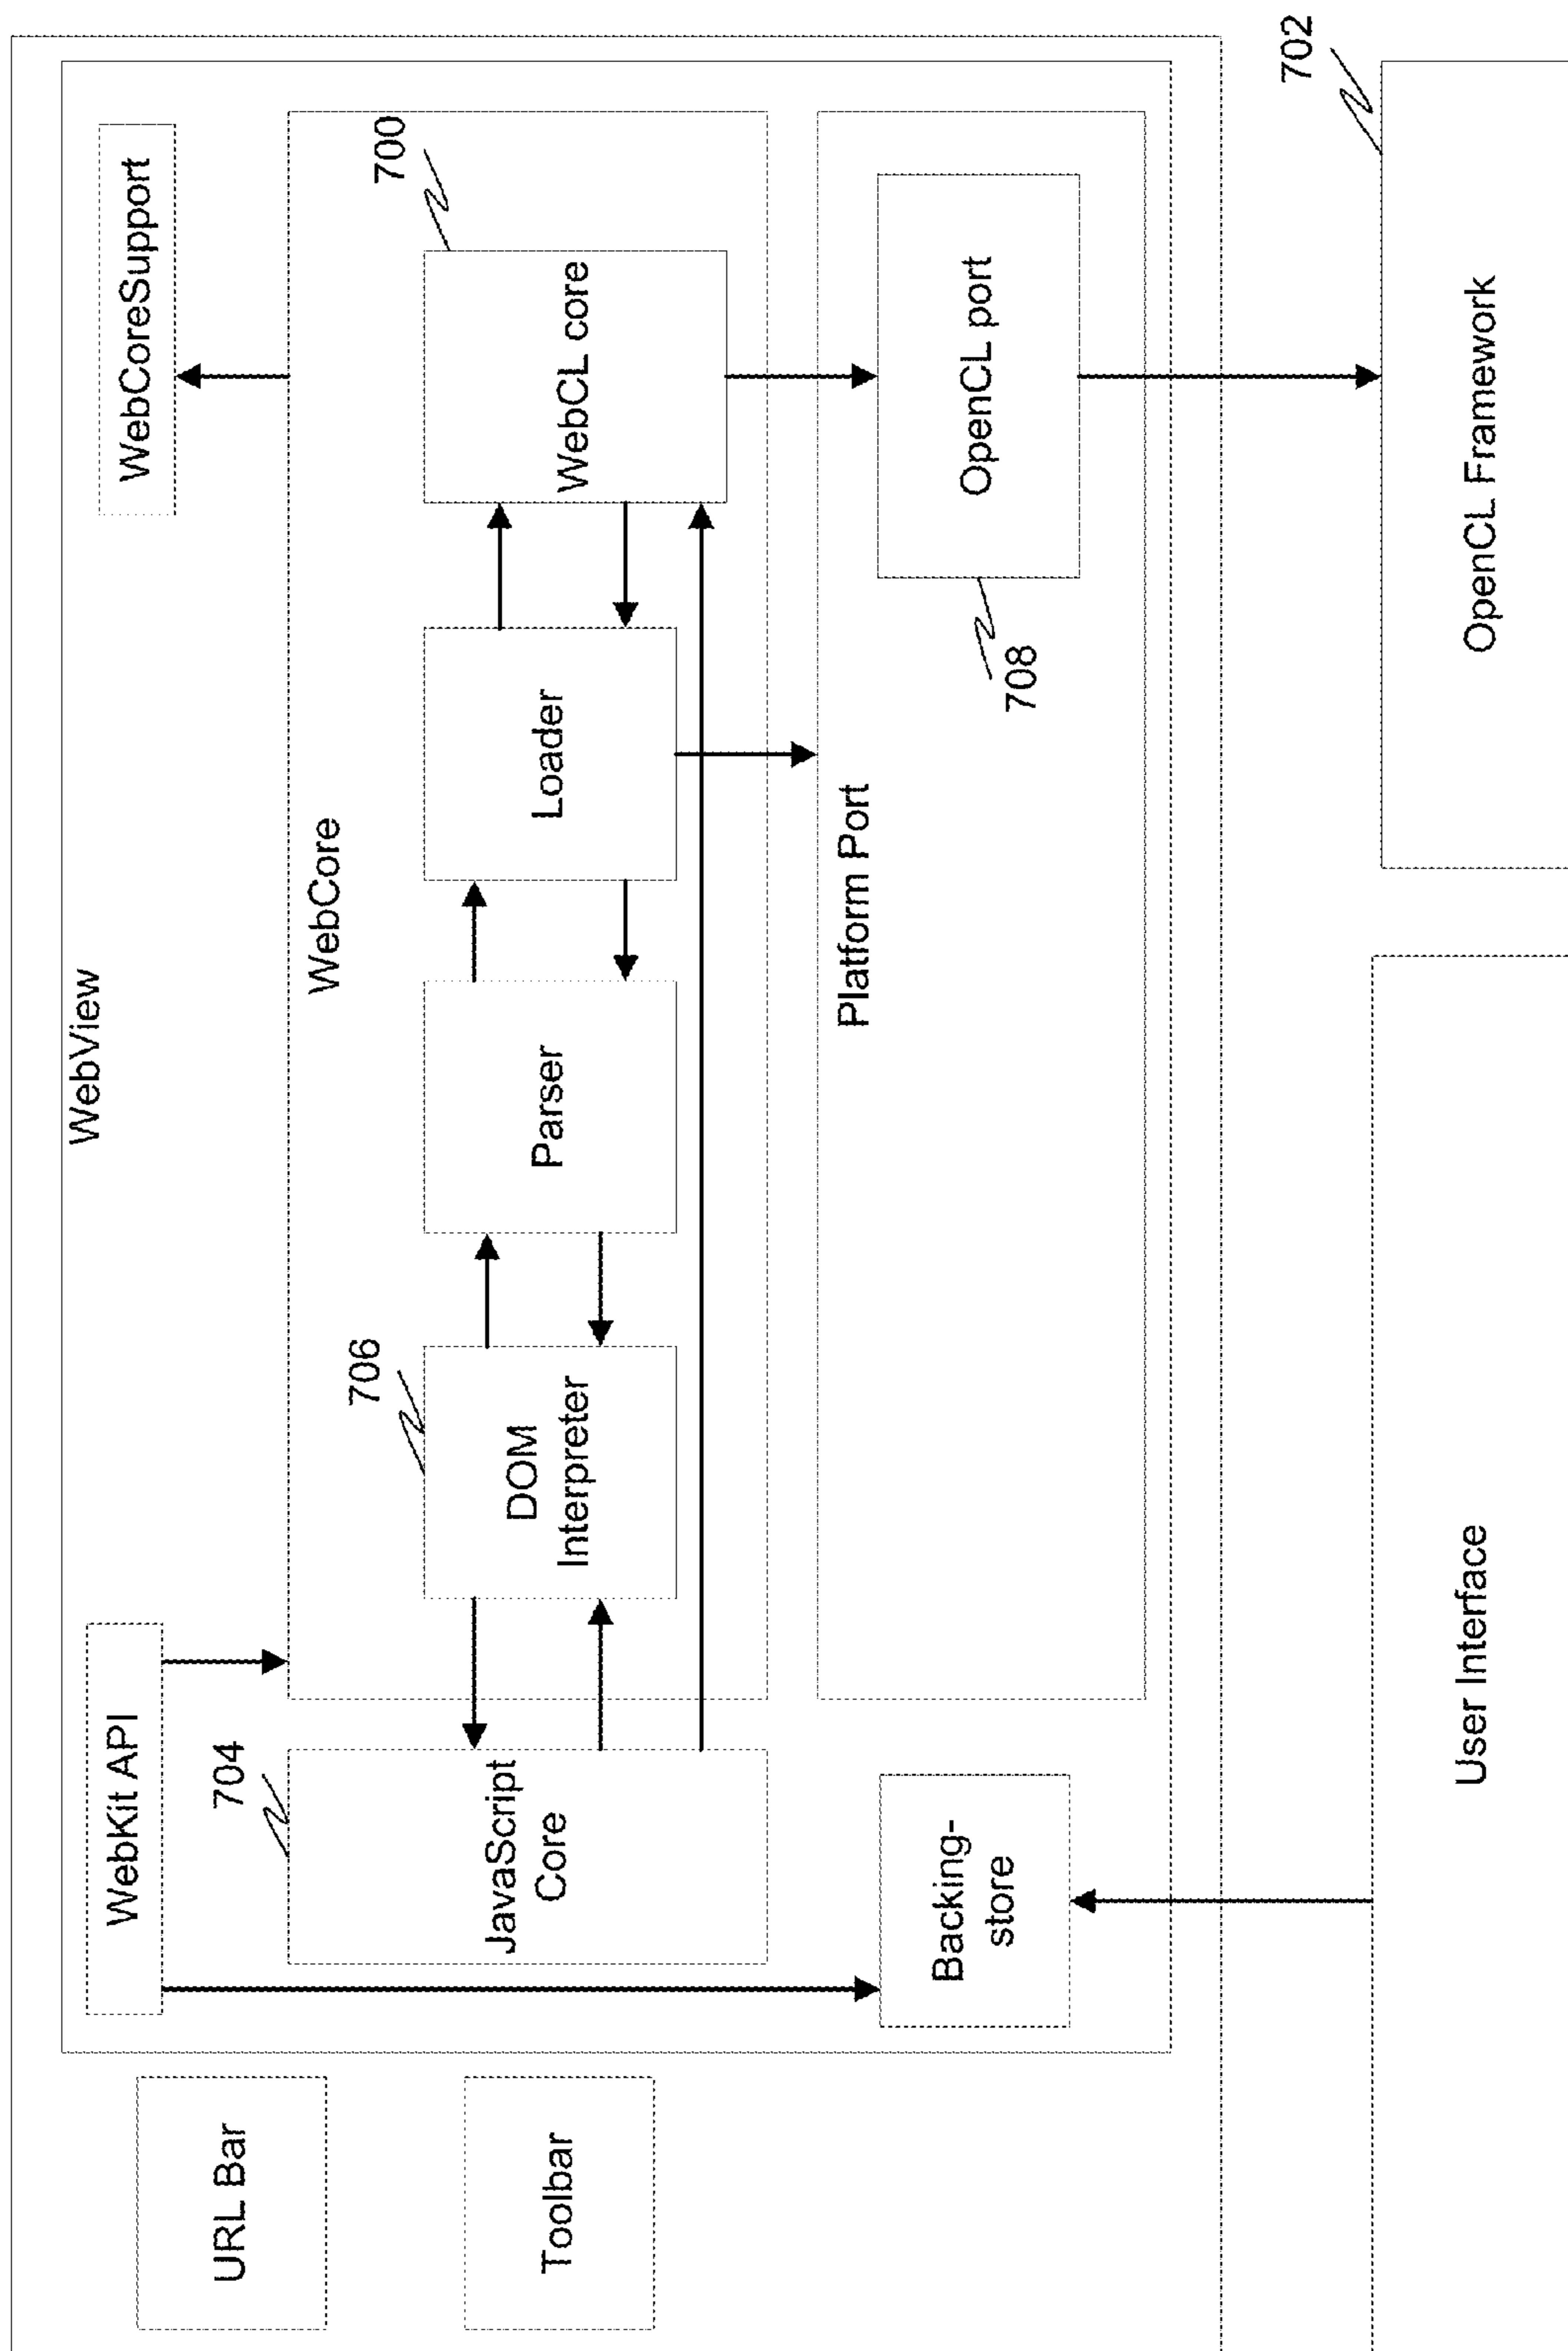 WebView
WebKit API
WebCoreSupport
URL Bar
Toolbar
704
JavaScript
Core
WebCore
706
DOM
Interpreter
Parser
Loader
700
WebCL core
Backing-
store
Platform Port
708
OpenCL port
User Interface
702
OpenCL Framework